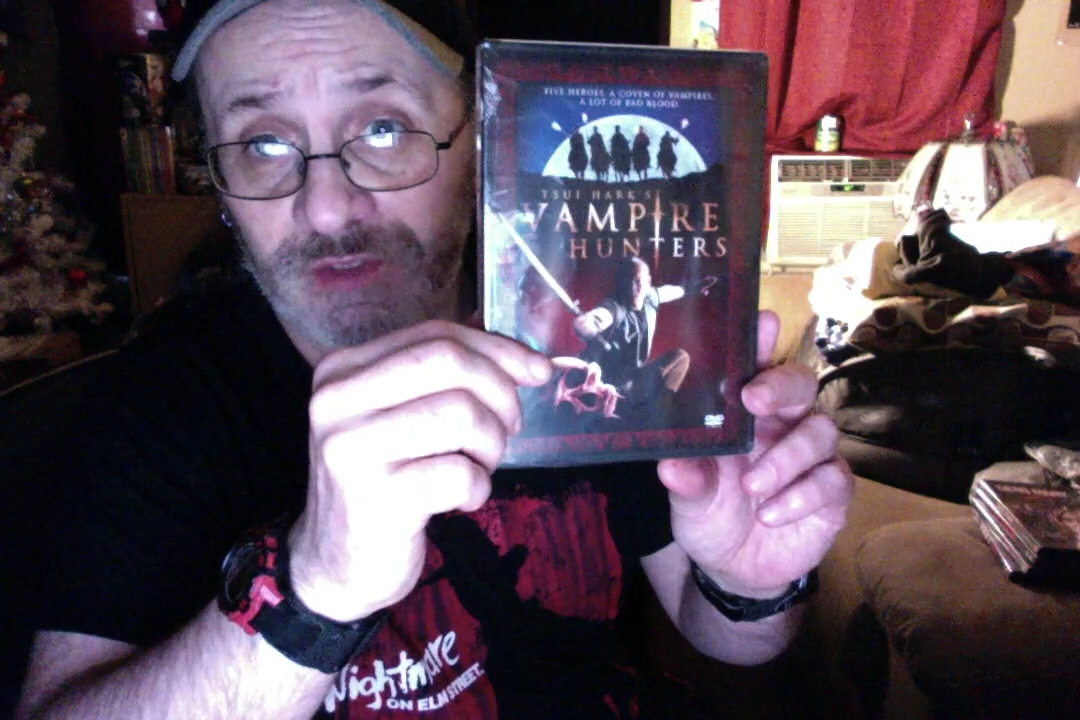 FIVE HEROES. A COVEN OF VAMPIRES.
A LOT OF BAD BLOOD.
TSUI HARK'S
VAMPIRE
HUNTERS
DVD
Nightmare
ON ELM STREET.